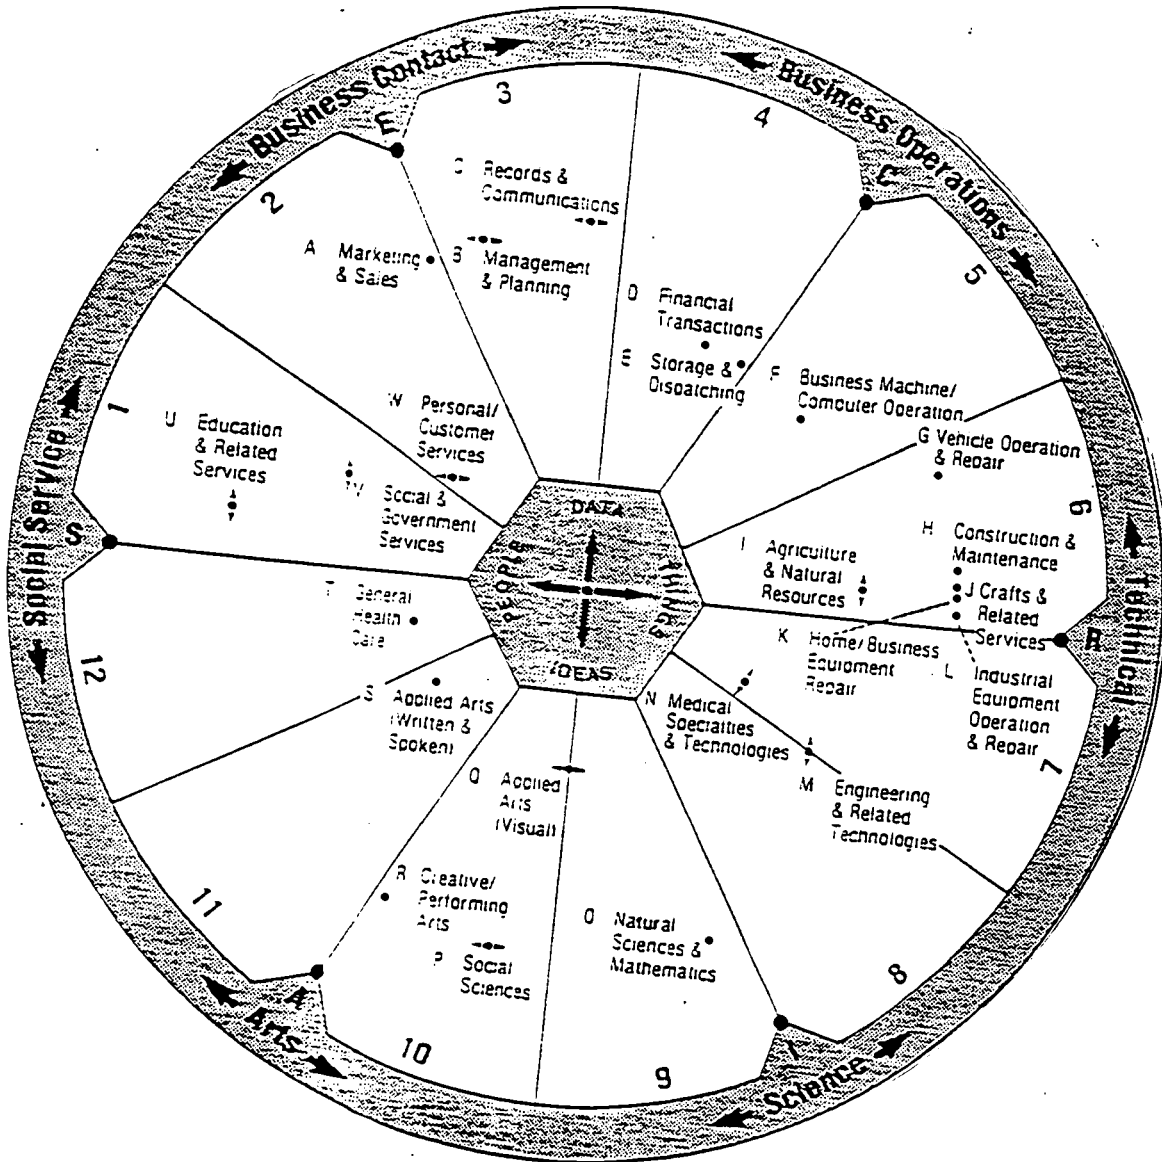 Business Contact
Business Operations
Technical
Science
Arts
Social Service
E
C
R
I
A
S
1
2
3
4
5
6
7
8
9
10
11
12
C Records &
Communications
A Marketing
& Sales
B Management
& Planning
D Financial
Transactions
E Storage &
Dispatching
F Business Machine/
Computer Operation
G Vehicle Operation
& Repair
H Construction &
Maintenance
I Agriculture
& Natural
Resources
J Crafts &
Related
Services
K Home/Business
Equipment
Repair
L Industrial
Equipment
Operation
& Repair
M Engineering
& Related
Technologies
N Medical
Specialties
& Technologies
O Natural
Sciences &
Mathematics
P Social
Sciences
Q Applied
Arts
(Visual)
R Creative/
Performing
Arts
S Applied Arts
(Written &
Spoken)
T General
Health
Care
U Education
& Related
Services
V Social &
Government
Services
W Personal/
Customer
Services
DATA
PEOPLE
THINGS
IDEAS